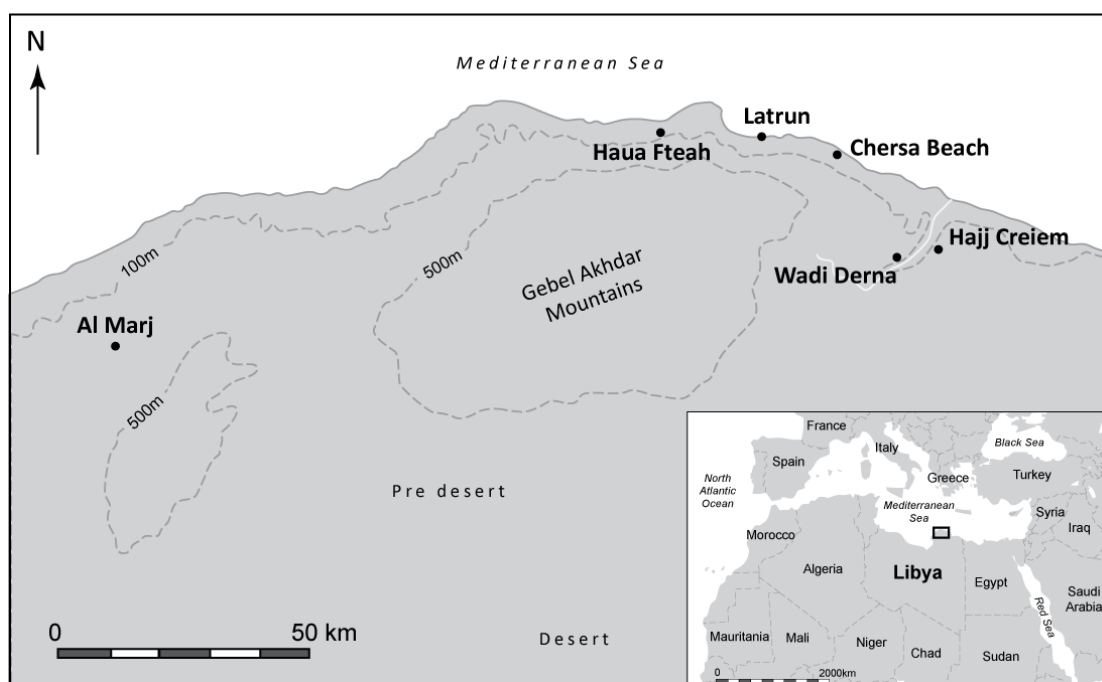 N
Mediterranean Sea
Latrun
Haua Fteah
Chersa Beach
100m
500m
Gebel Akhdar
Mountains
Hajj Creiem
Wadi Derna
Al Marj
500m
Pre desert
Desert
0
50 km
France
Italy
Black Sea
Spain
Greece
Turkey
North
Atlantic
Ocean
Mediterranean
Sea
Syria
Iraq
Morocco
Algeria
Libya
Egypt
Saudi
Arabia
Red Sea
Mauritania
Mali
Niger
Chad
Sudan
0
2000km